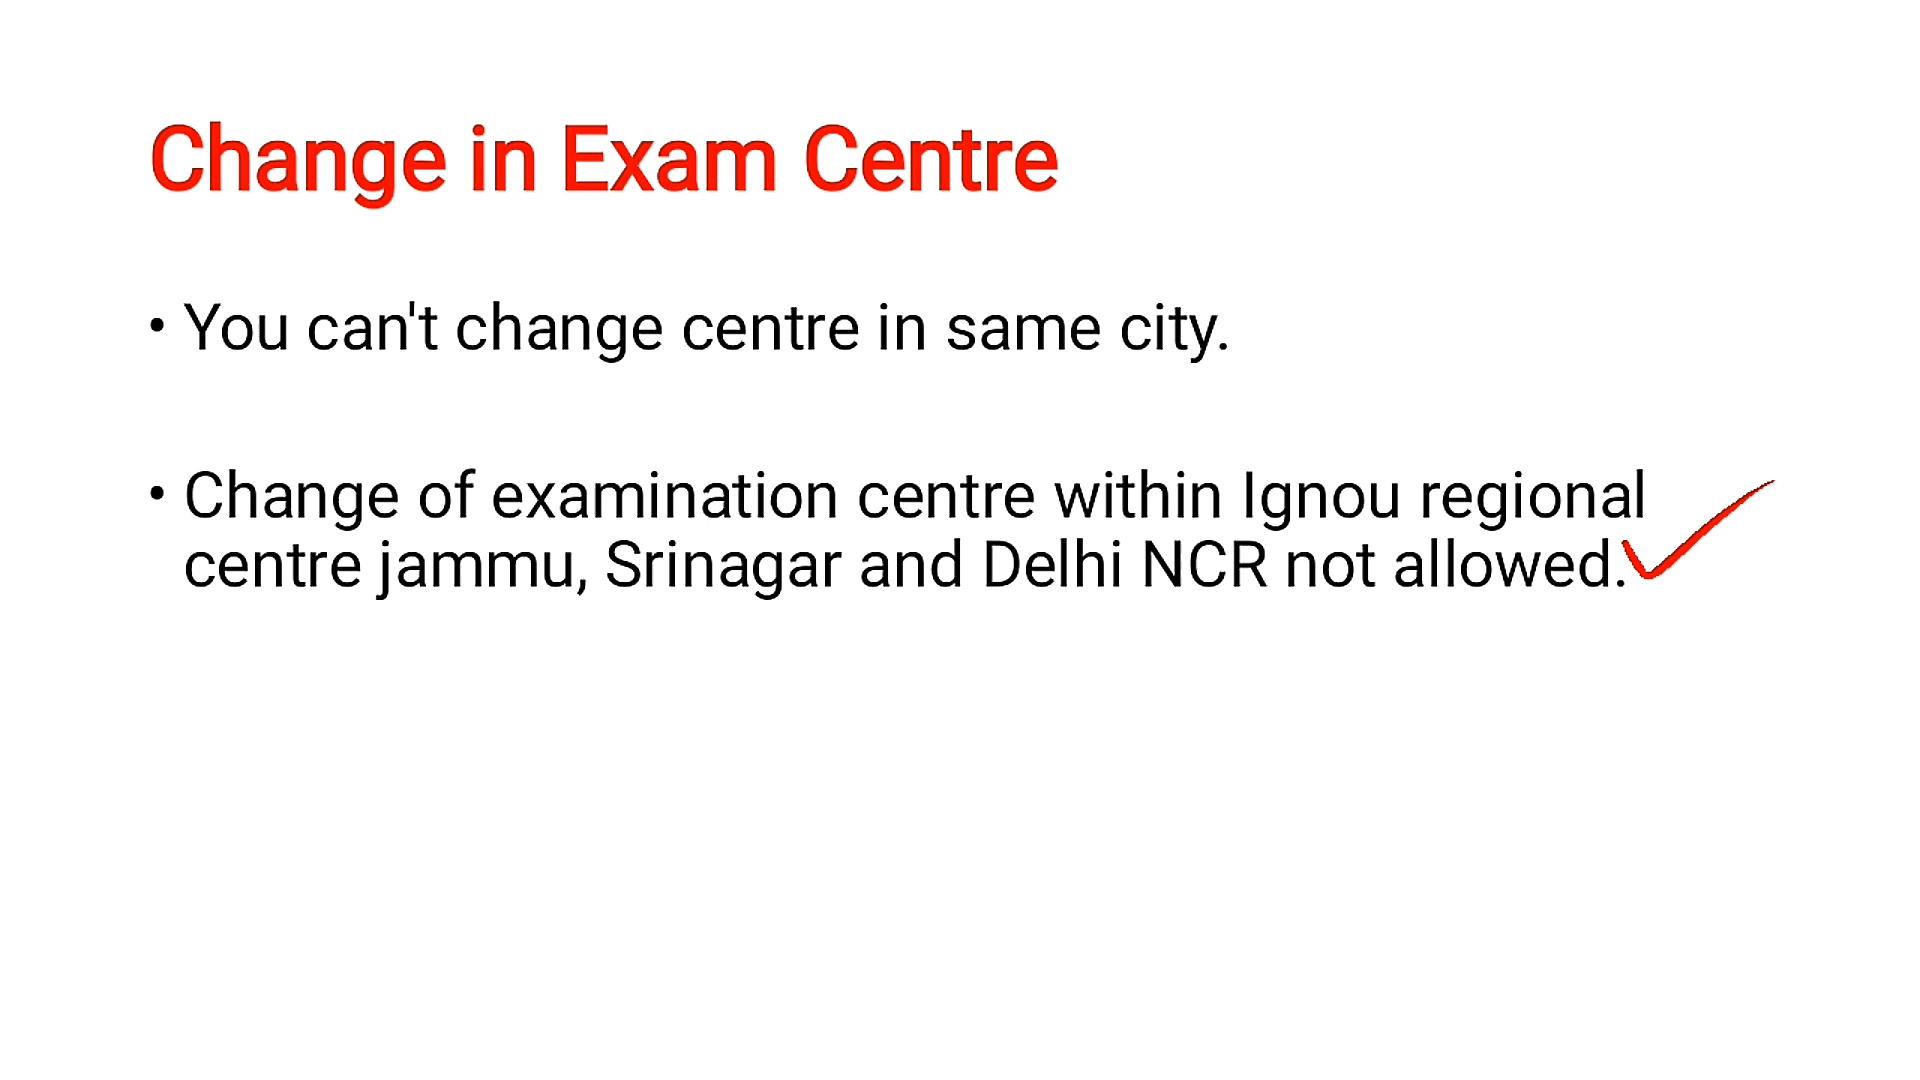 Change in Exam Centre
• You can't change centre in same city.
• Change of examination centre within Ignou regional
centre jammu, Srinagar and Delhi NCR not allowed.